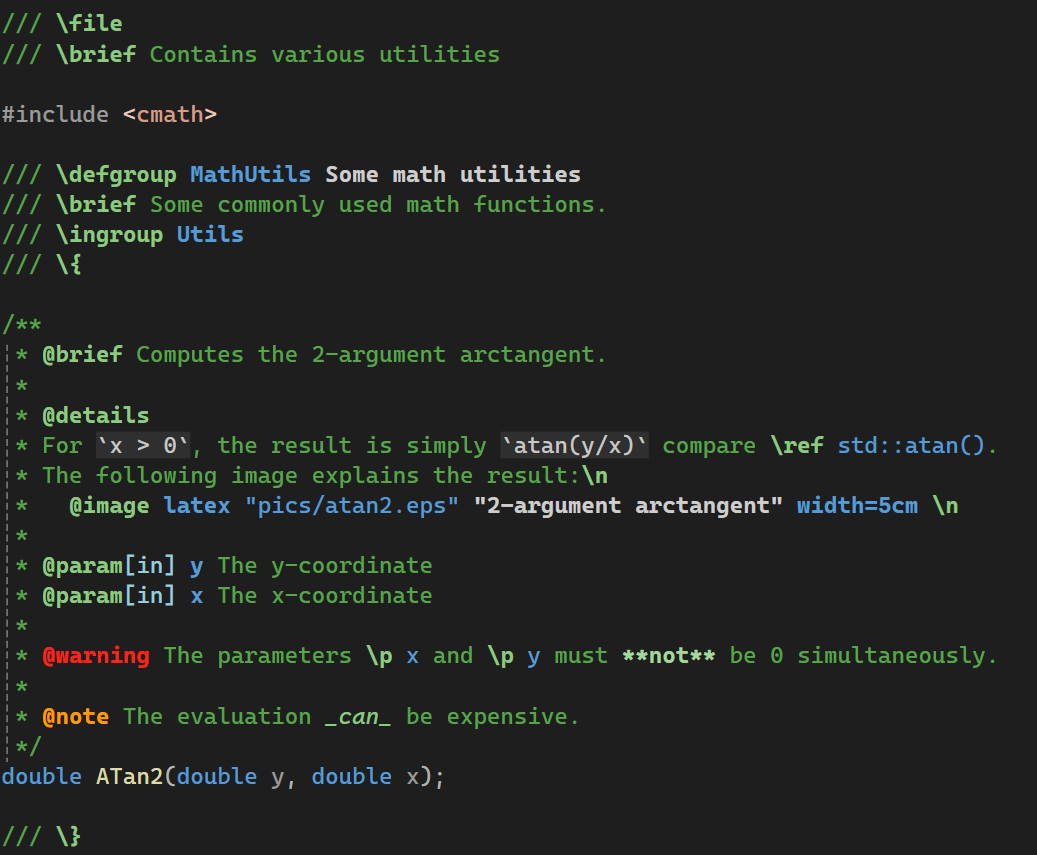 /// \file
/// \brief Contains various utilities
#include <cmath>
/// \defgroup MathUtils Some math utilities
/// \brief Some commonly used math functions.
/// \ingroup Utils
/// \{
/**
* @brief Computes the 2-argument arctangent.
*
* @details
* For `x > 0`, the result is simply `atan(y/x)` compare \ref std::atan().
* The following image explains the result:\n
*   @image latex "pics/atan2.eps" "2-argument arctangent" width=5cm \n
*
* @param[in] y The y-coordinate
* @param[in] x The x-coordinate
*
* @warning The parameters \p x and \p y must **not** be 0 simultaneously.
*
* @note The evaluation _can_ be expensive.
*/
double ATan2(double y, double x);
/// \}